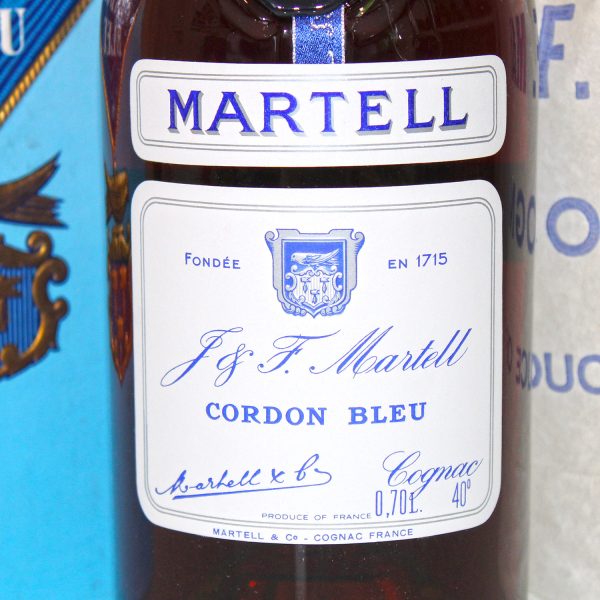 U
MARTELL
FONDÉE EN 1715
J & F. Martell
CORDON BLEU
Martell & Co
Cognac
0,70L. 40°
PRODUCE OF FRANCE
MARTELL & Co - COGNAC FRANCE
F.